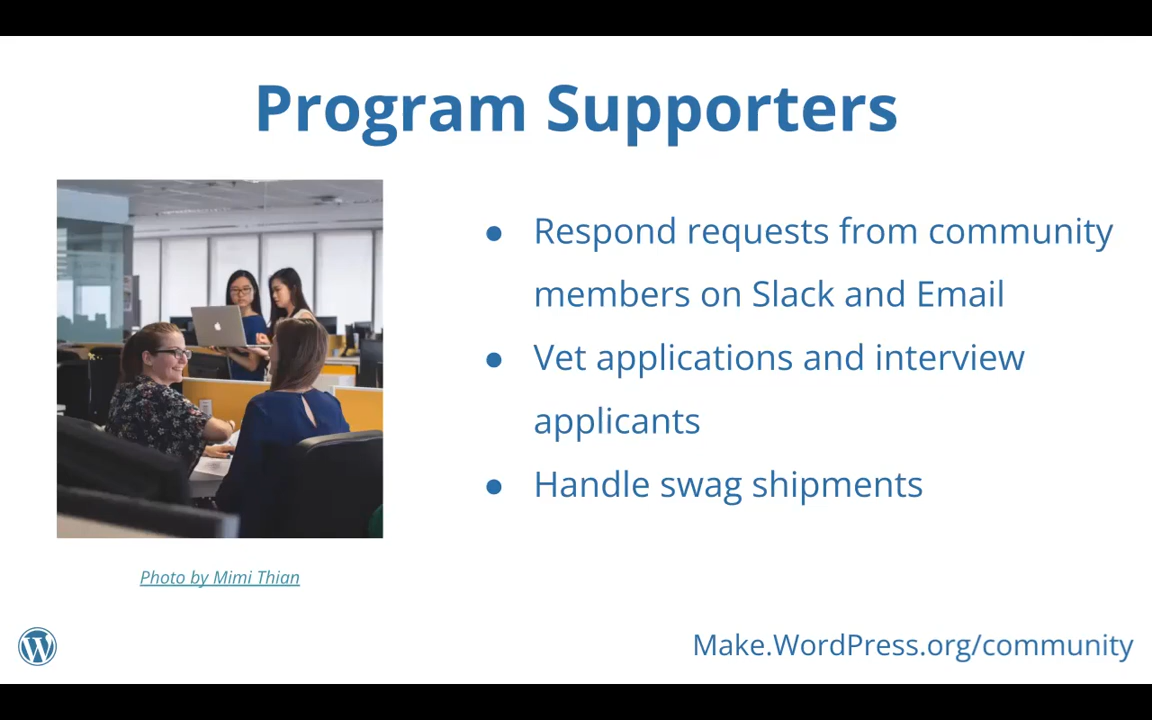 Program Supporters
● Respond requests from community
members on Slack and Email
● Vet applications and interview
applicants
● Handle swag shipments
Photo by Mimi Thian
Make.WordPress.org/community